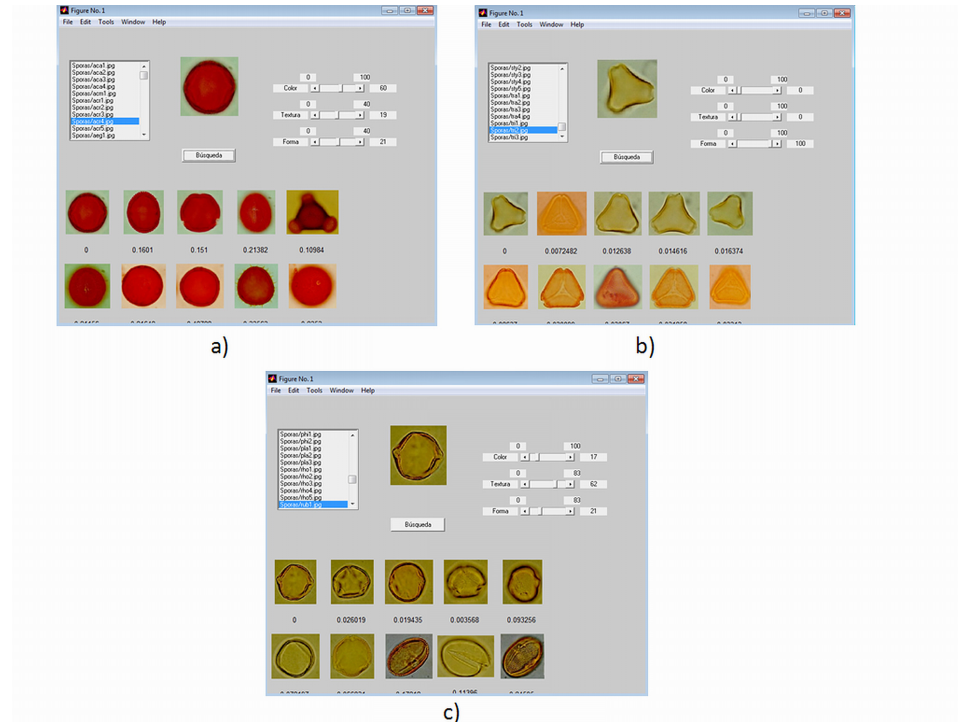 Figure No. 1
File Edit Tools Window Help
Sporas/aca1.jpg
Sporas/aca2.jpg
Sporas/aca3.jpg
Sporas/aca4.jpg
Sporas/acm1.jpg
Sporas/acr1.jpg
Sporas/acr2.jpg
Sporas/acr3.jpg
Sporas/acr4.jpg
Sporas/acr5.jpg
Sporas/aeg1.jpg
0 100
Color 60
0 40
Textura 19
0 40
Forma 21
Búsqueda
0 0.1601 0.151 0.21382 0.10984
a)
Figure No. 1
File Edit Tools Window Help
Sporas/sty2.jpg
Sporas/sty3.jpg
Sporas/sty4.jpg
Sporas/sty5.jpg
Sporas/tra1.jpg
Sporas/tra2.jpg
Sporas/tra3.jpg
Sporas/tra4.jpg
Sporas/tri1.jpg
Sporas/tri2.jpg
Sporas/tri3.jpg
0 100
Color 0
0 100
Textura 0
0 100
Forma 100
Búsqueda
0 0.0072482 0.012638 0.014616 0.016374
b)
Figure No. 1
File Edit Tools Window Help
Sporas/phi1.jpg
Sporas/phi2.jpg
Sporas/pla1.jpg
Sporas/pla2.jpg
Sporas/pla3.jpg
Sporas/rho1.jpg
Sporas/rho2.jpg
Sporas/rho3.jpg
Sporas/rho4.jpg
Sporas/rho5.jpg
Sporas/rub1.jpg
0 100
Color 17
0 83
Textura 62
0 83
Forma 21
Búsqueda
0 0.026019 0.019435 0.003568 0.093256
c)